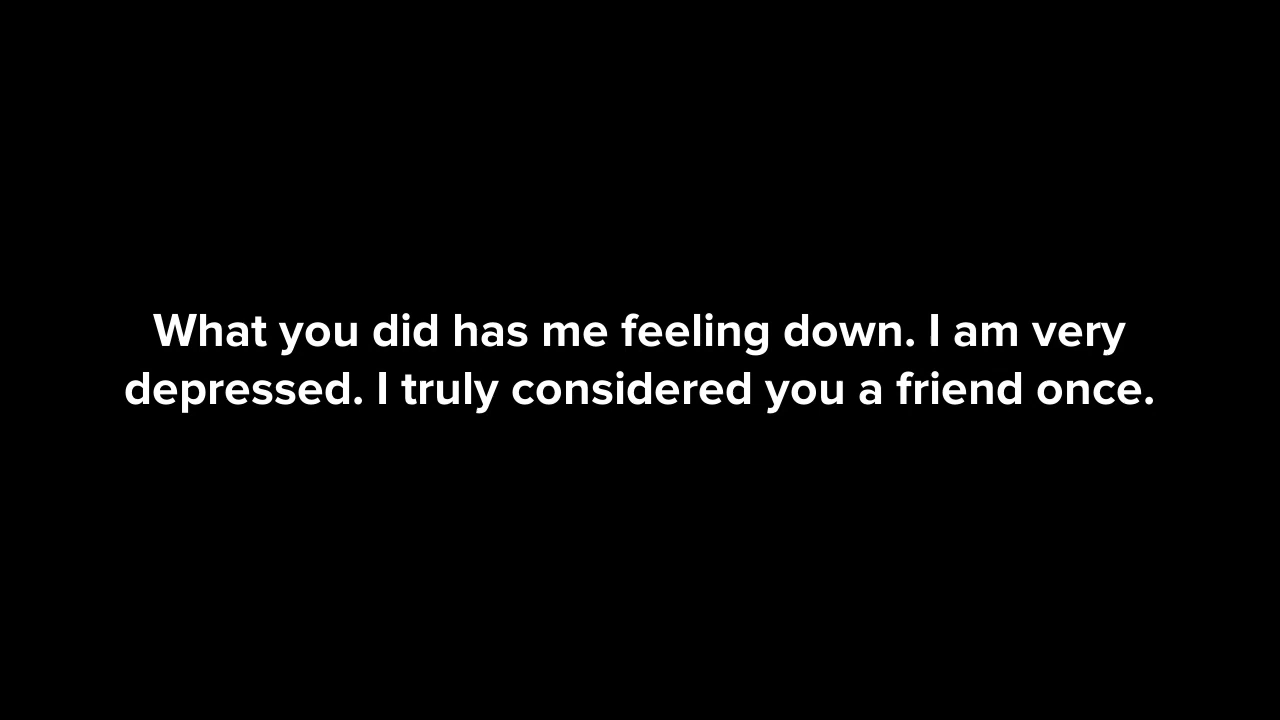 What you did has me feeling down. I am very
depressed. I truly considered you a friend once.